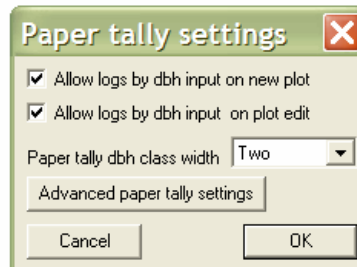 Paper tally settings
Allow logs by dbh input on new plot
Allow logs by dbh input on plot edit
Paper tally dbh class width Two
Advanced paper tally settings
Cancel OK